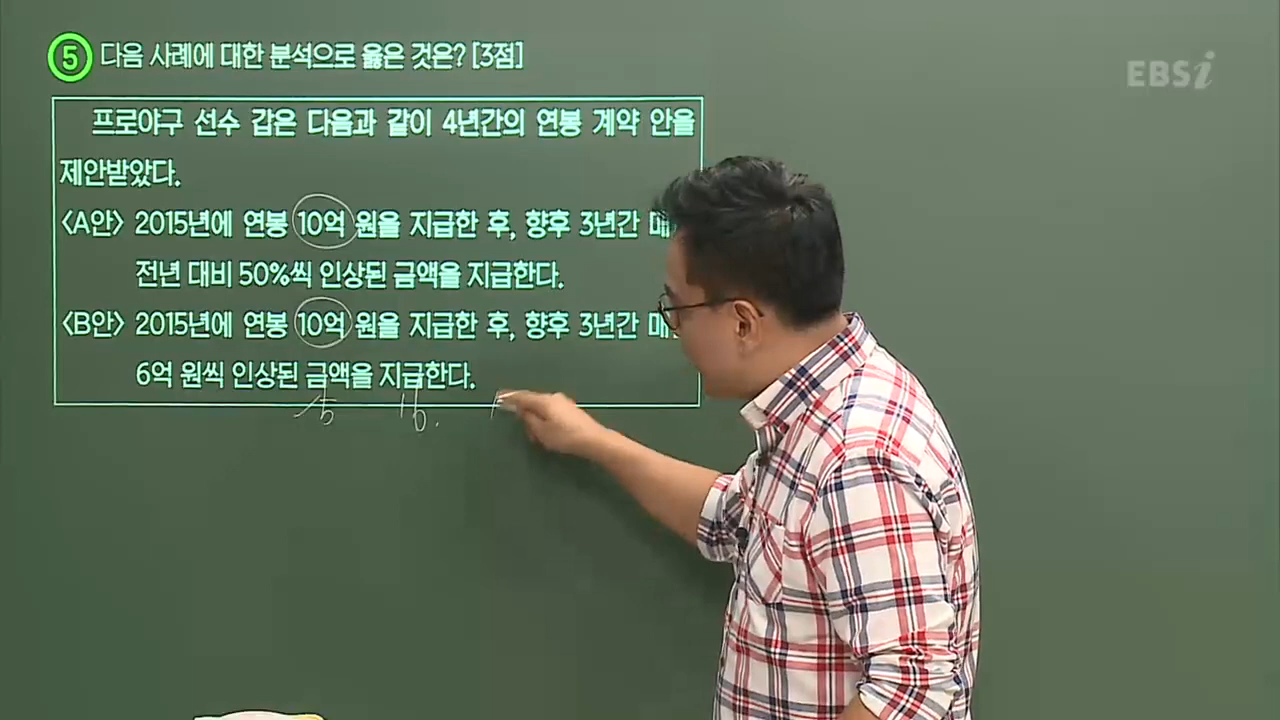 5 다음 사례에 대한 분석으로 옳은 것은? [3점]
EBSi
프로야구 선수 갑은 다음과 같이 4년간의 연봉 계약 안을
제안받았다.
〈A안〉 2015년에 연봉 10억 원을 지급한 후, 향후 3년간
전년 대비 50%씩 인상된 금액을 지급한다.
〈B안〉 2015년에 연봉 10억 원을 지급한 후, 향후 3년간
6억 원씩 인상된 금액을 지급한다.
'15 '16.